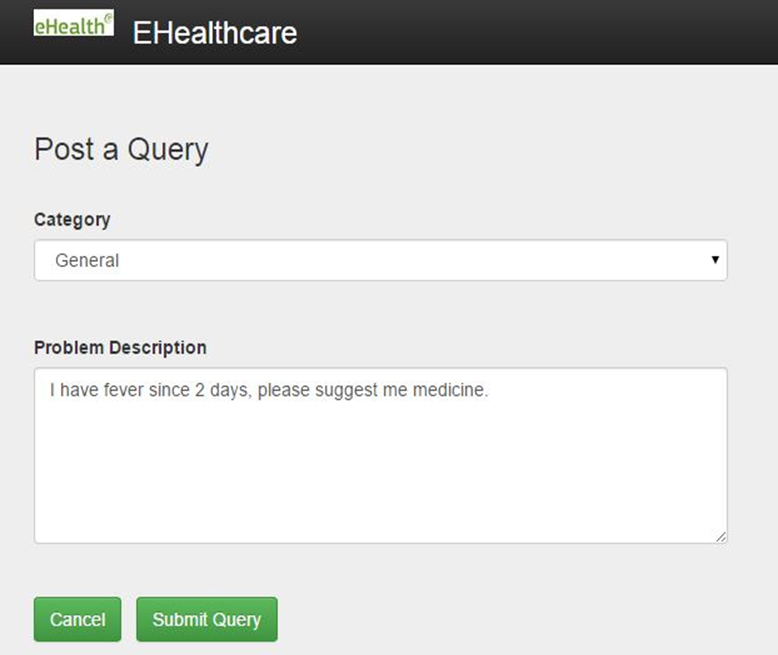 eHealth®
EHealthcare
Post a Query
Category
General
Problem Description
I have fever since 2 days, please suggest me medicine.
Cancel
Submit Query